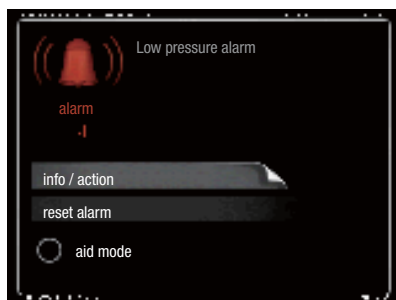 Low pressure alarm
alarm
info / action
reset alarm
aid mode